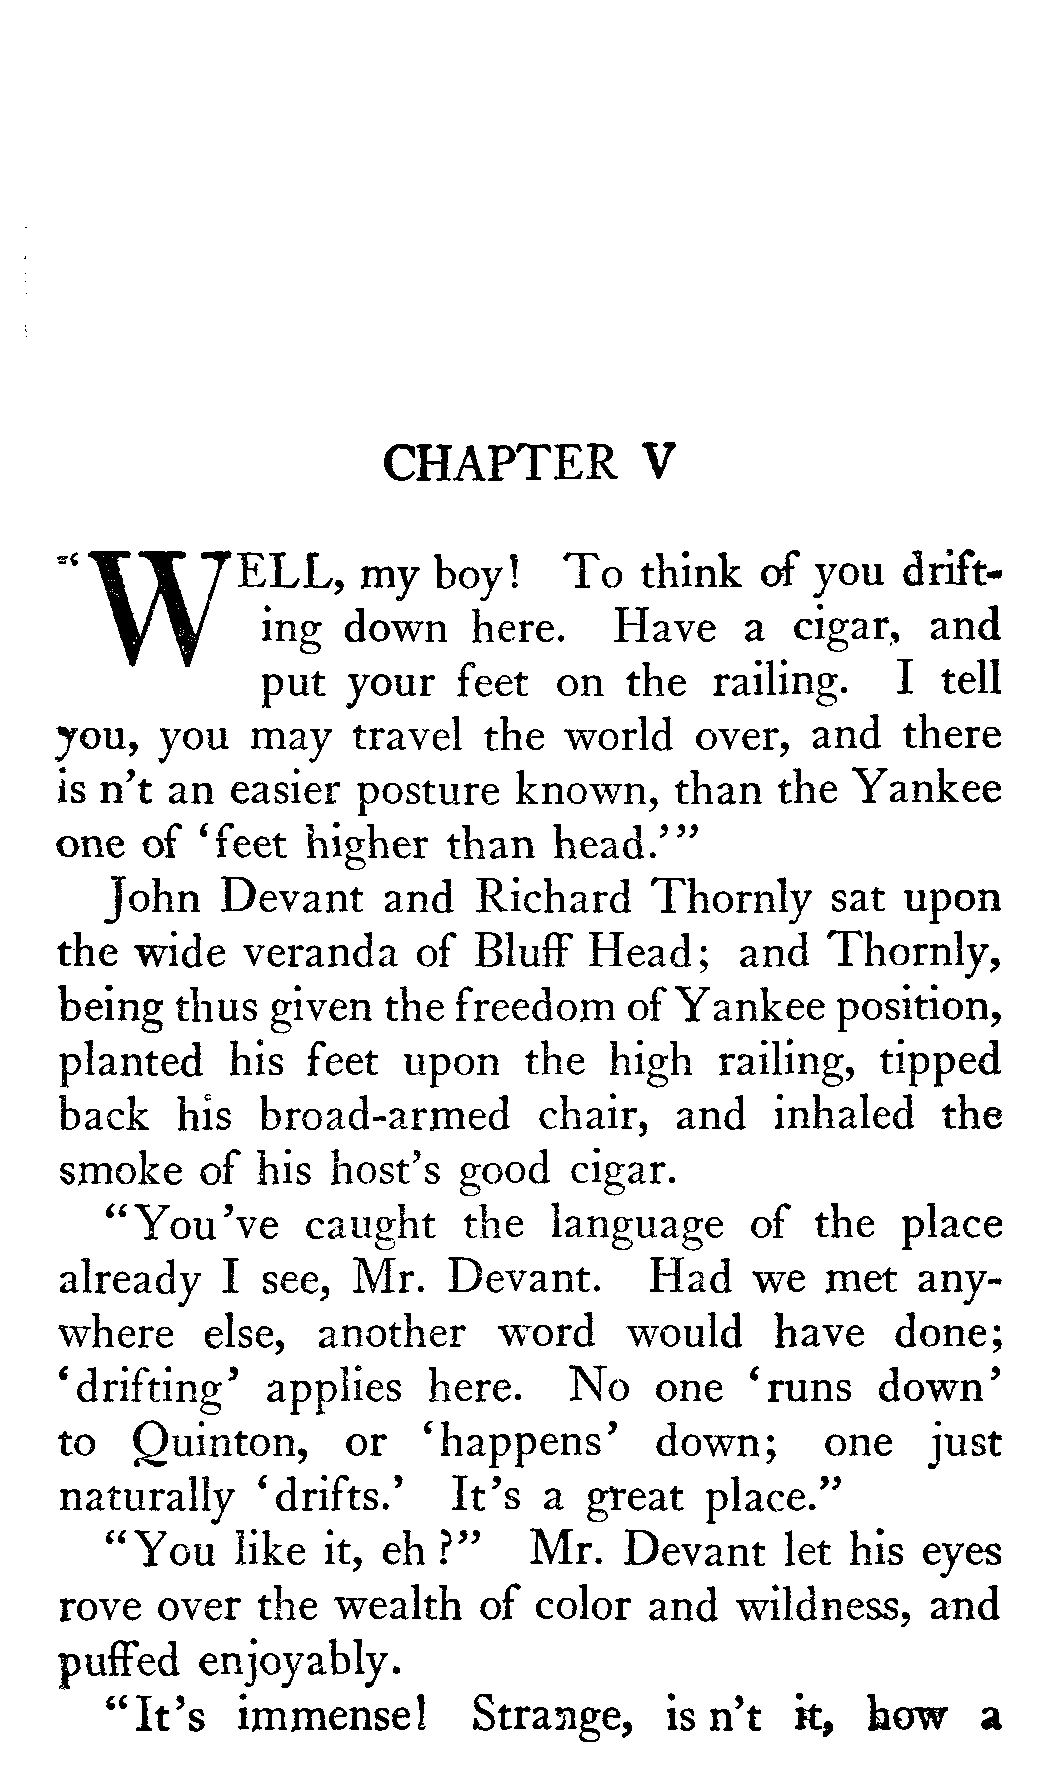 CHAPTER V
"WELL, my boy! To think of you drift-
ing down here. Have a cigar, and
put your feet on the railing. I tell
you, you may travel the world over, and there
is n't an easier posture known, than the Yankee
one of 'feet higher than head.'"
John Devant and Richard Thornly sat upon
the wide veranda of Bluff Head; and Thornly,
being thus given the freedom of Yankee position,
planted his feet upon the high railing, tipped
back his broad-armed chair, and inhaled the
smoke of his host's good cigar.
"You've caught the language of the place
already I see, Mr. Devant. Had we met any-
where else, another word would have done;
'drifting' applies here. No one 'runs down'
to Quinton, or 'happens' down; one just
naturally 'drifts.' It's a great place."
"You like it, eh?" Mr. Devant let his eyes
rove over the wealth of color and wildness, and
puffed enjoyably.
"It's immense! Strange, is n't it, how a